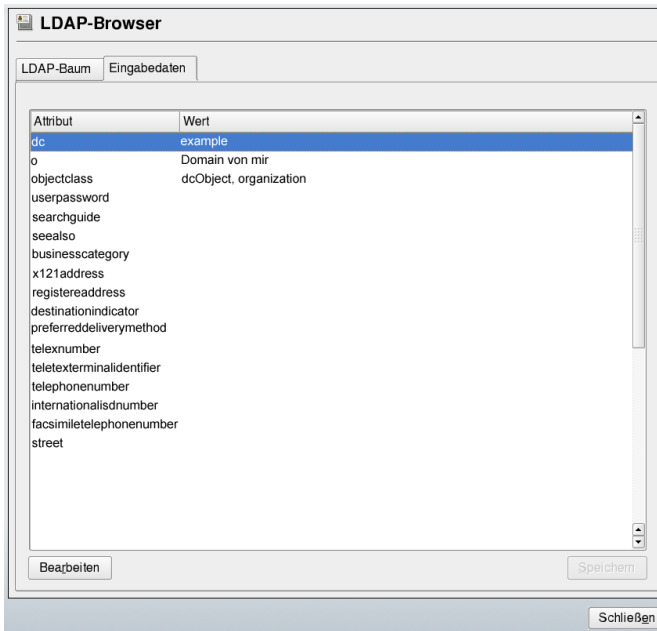 LDAP-Browser
LDAP-Baum Eingabedaten
Attribut Wert
dc example
o Domain von mir
objectclass dcObject, organization
userpassword
searchguide
seealso
businesscategory
x121address
registereaddress
destinationindicator
preferreddeliverymethod
telexnumber
teletexterminalidentifier
telephonenumber
internationalisdnumber
facsimiletelephonenumber
street
Bearbeiten Speichern
Schließen